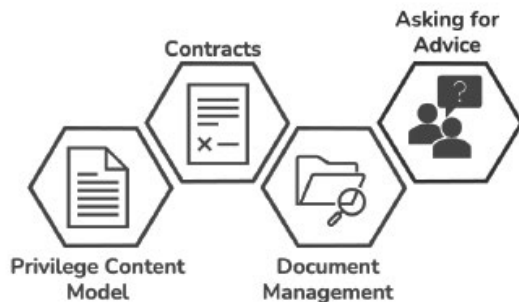 Asking for
Advice
Contracts
?
Privilege Content
Model
Document
Management